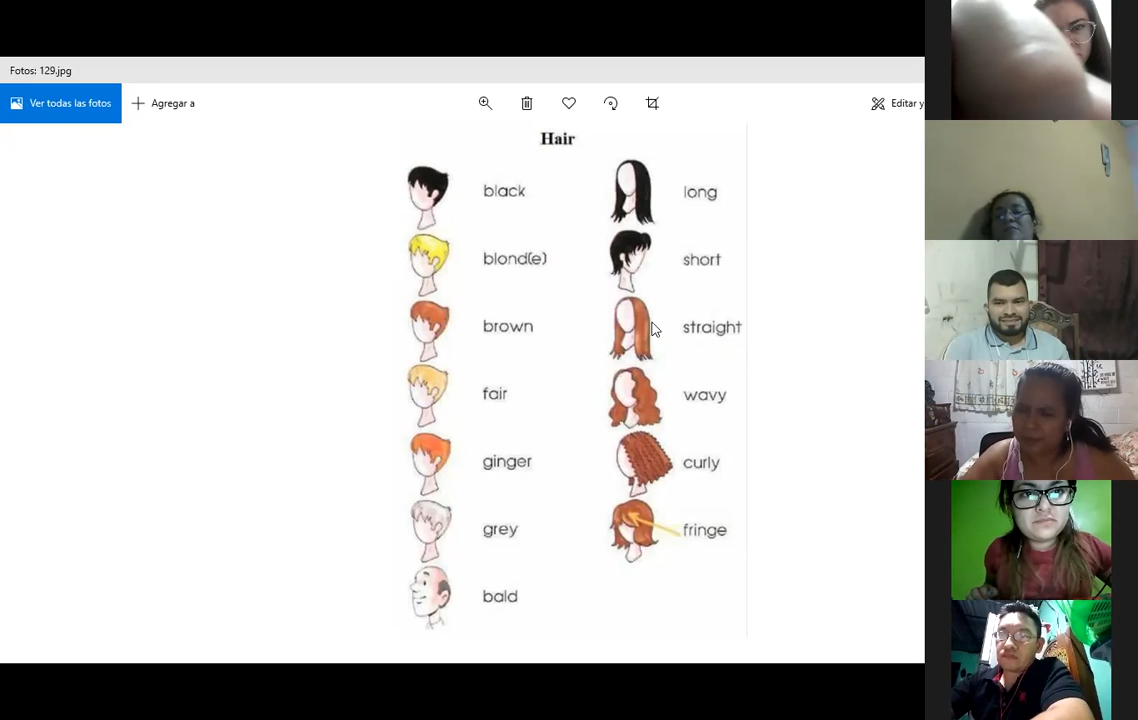 Fotos: 129.jpg
Ver todas las fotos
Agregar a
Editar y
Hair
black
long
blond(e)
short
brown
straight
fair
wavy
ginger
curly
grey
fringe
bald